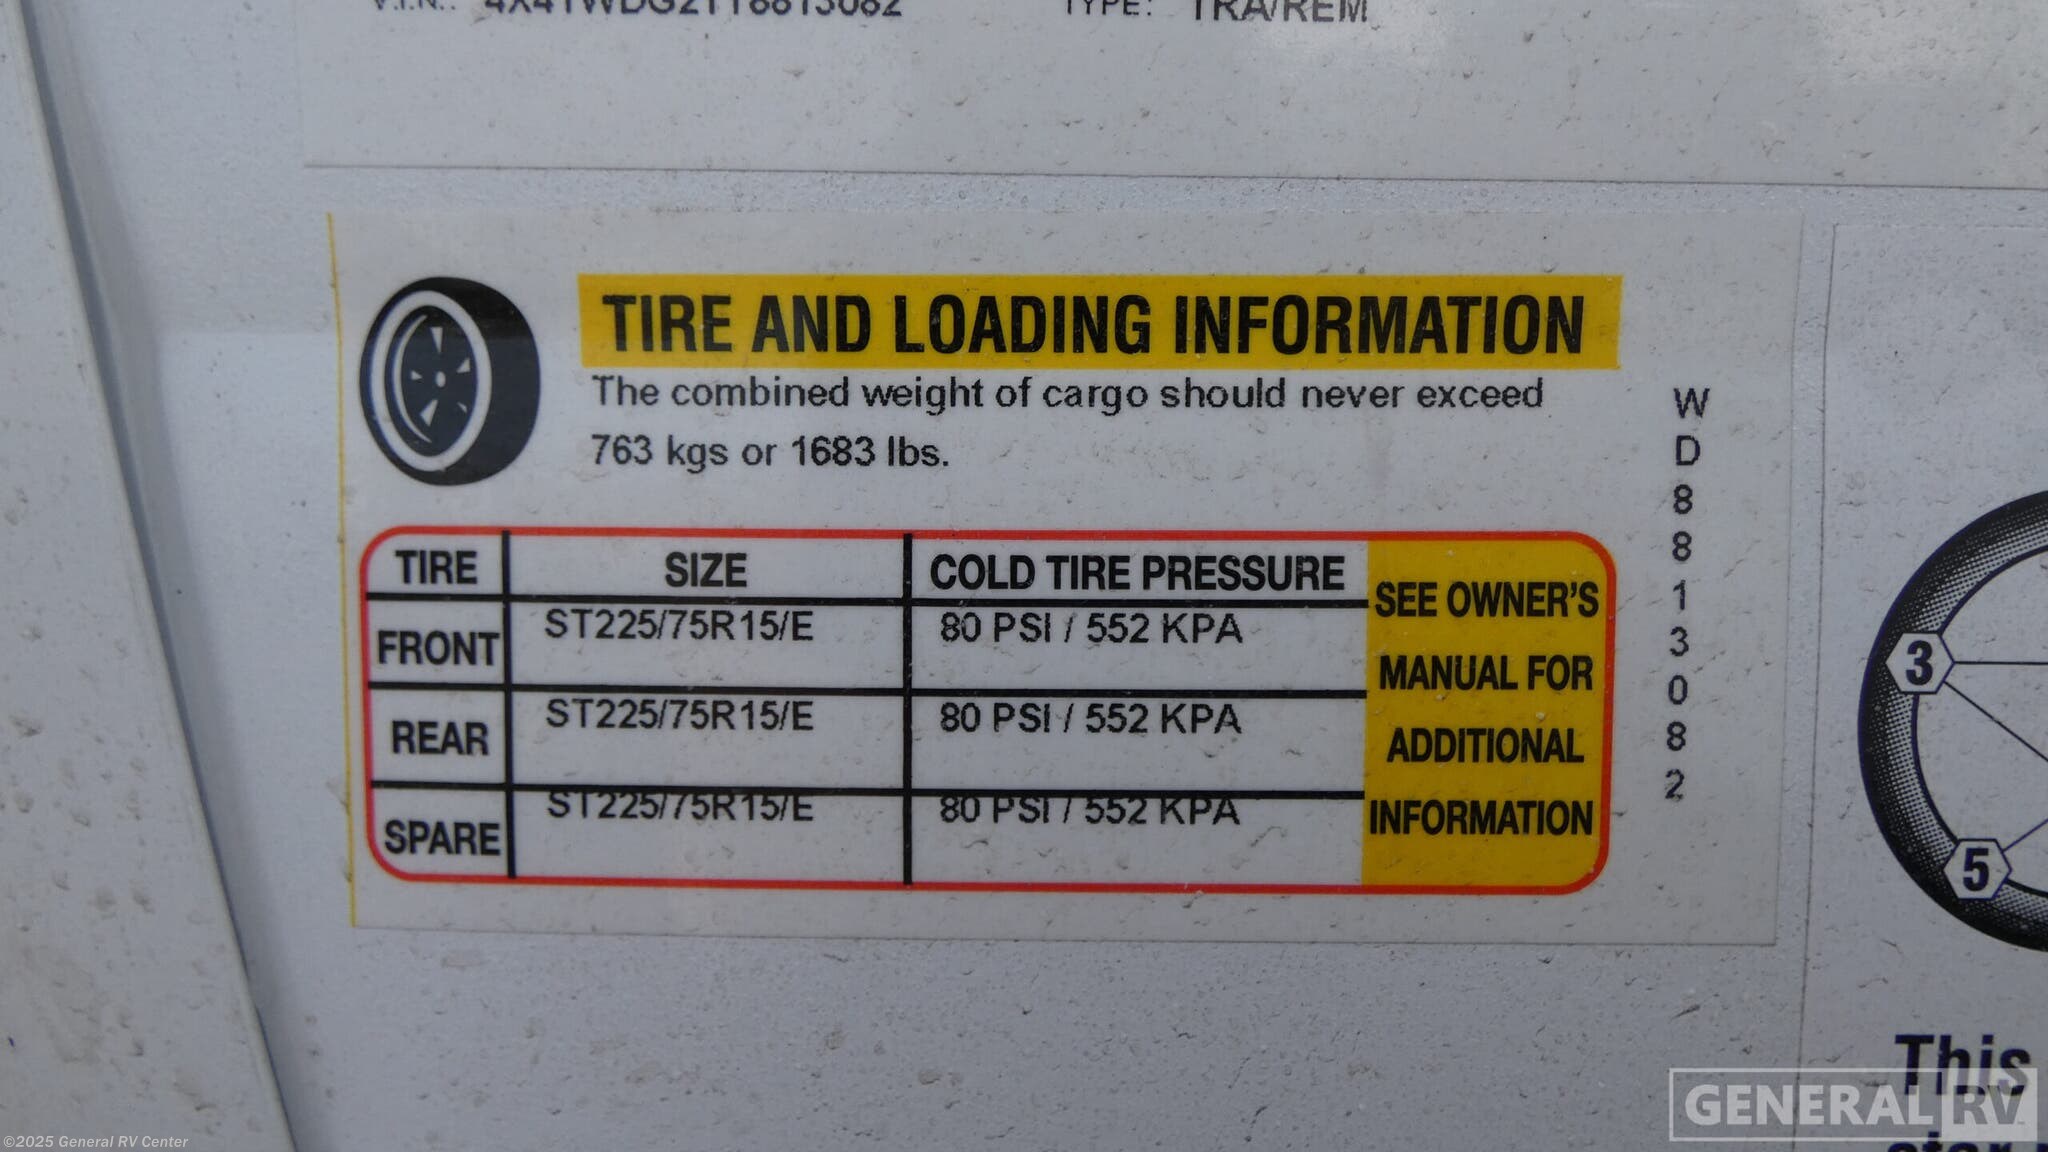 V.I.N.: 4X4TWDG21T8813082 TYPE: TRA/REM
TIRE AND LOADING INFORMATION
The combined weight of cargo should never exceed
763 kgs or 1683 lbs.
TIRE SIZE COLD TIRE PRESSURE
FRONT ST225/75R15/E 80 PSI / 552 KPA
REAR ST225/75R15/E 80 PSI / 552 KPA
SPARE ST225/75R15/E 80 PSI / 552 KPA
SEE OWNER'S
MANUAL FOR
ADDITIONAL
INFORMATION
W
D
8
8
1
3
0
8
2
3
5
This
GENERAL RV
©2025 General RV Center